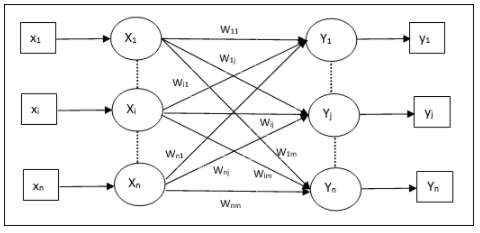 x1 X1 W11 Y1 y1
W1j
Wi1
xi Xi Wij Yj yj
Wn1 W1m
Wnj Wim
xn Xn Yn Yn
Wnm